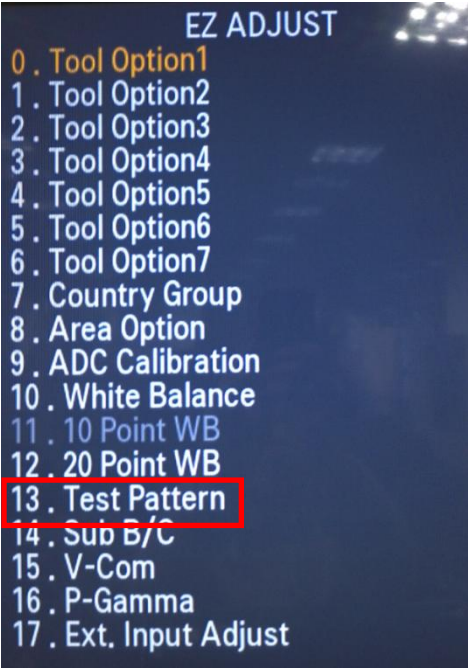 EZ ADJUST
0 . Tool Option1
1 . Tool Option2
2 . Tool Option3
3 . Tool Option4
4 . Tool Option5
5 . Tool Option6
6 . Tool Option7
7 . Country Group
8 . Area Option
9 . ADC Calibration
10 . White Balance
11 . 10 Point WB
12 . 20 Point WB
13 . Test Pattern
14 . Sub B/C
15 . V-Com
16 . P-Gamma
17 . Ext. Input Adjust